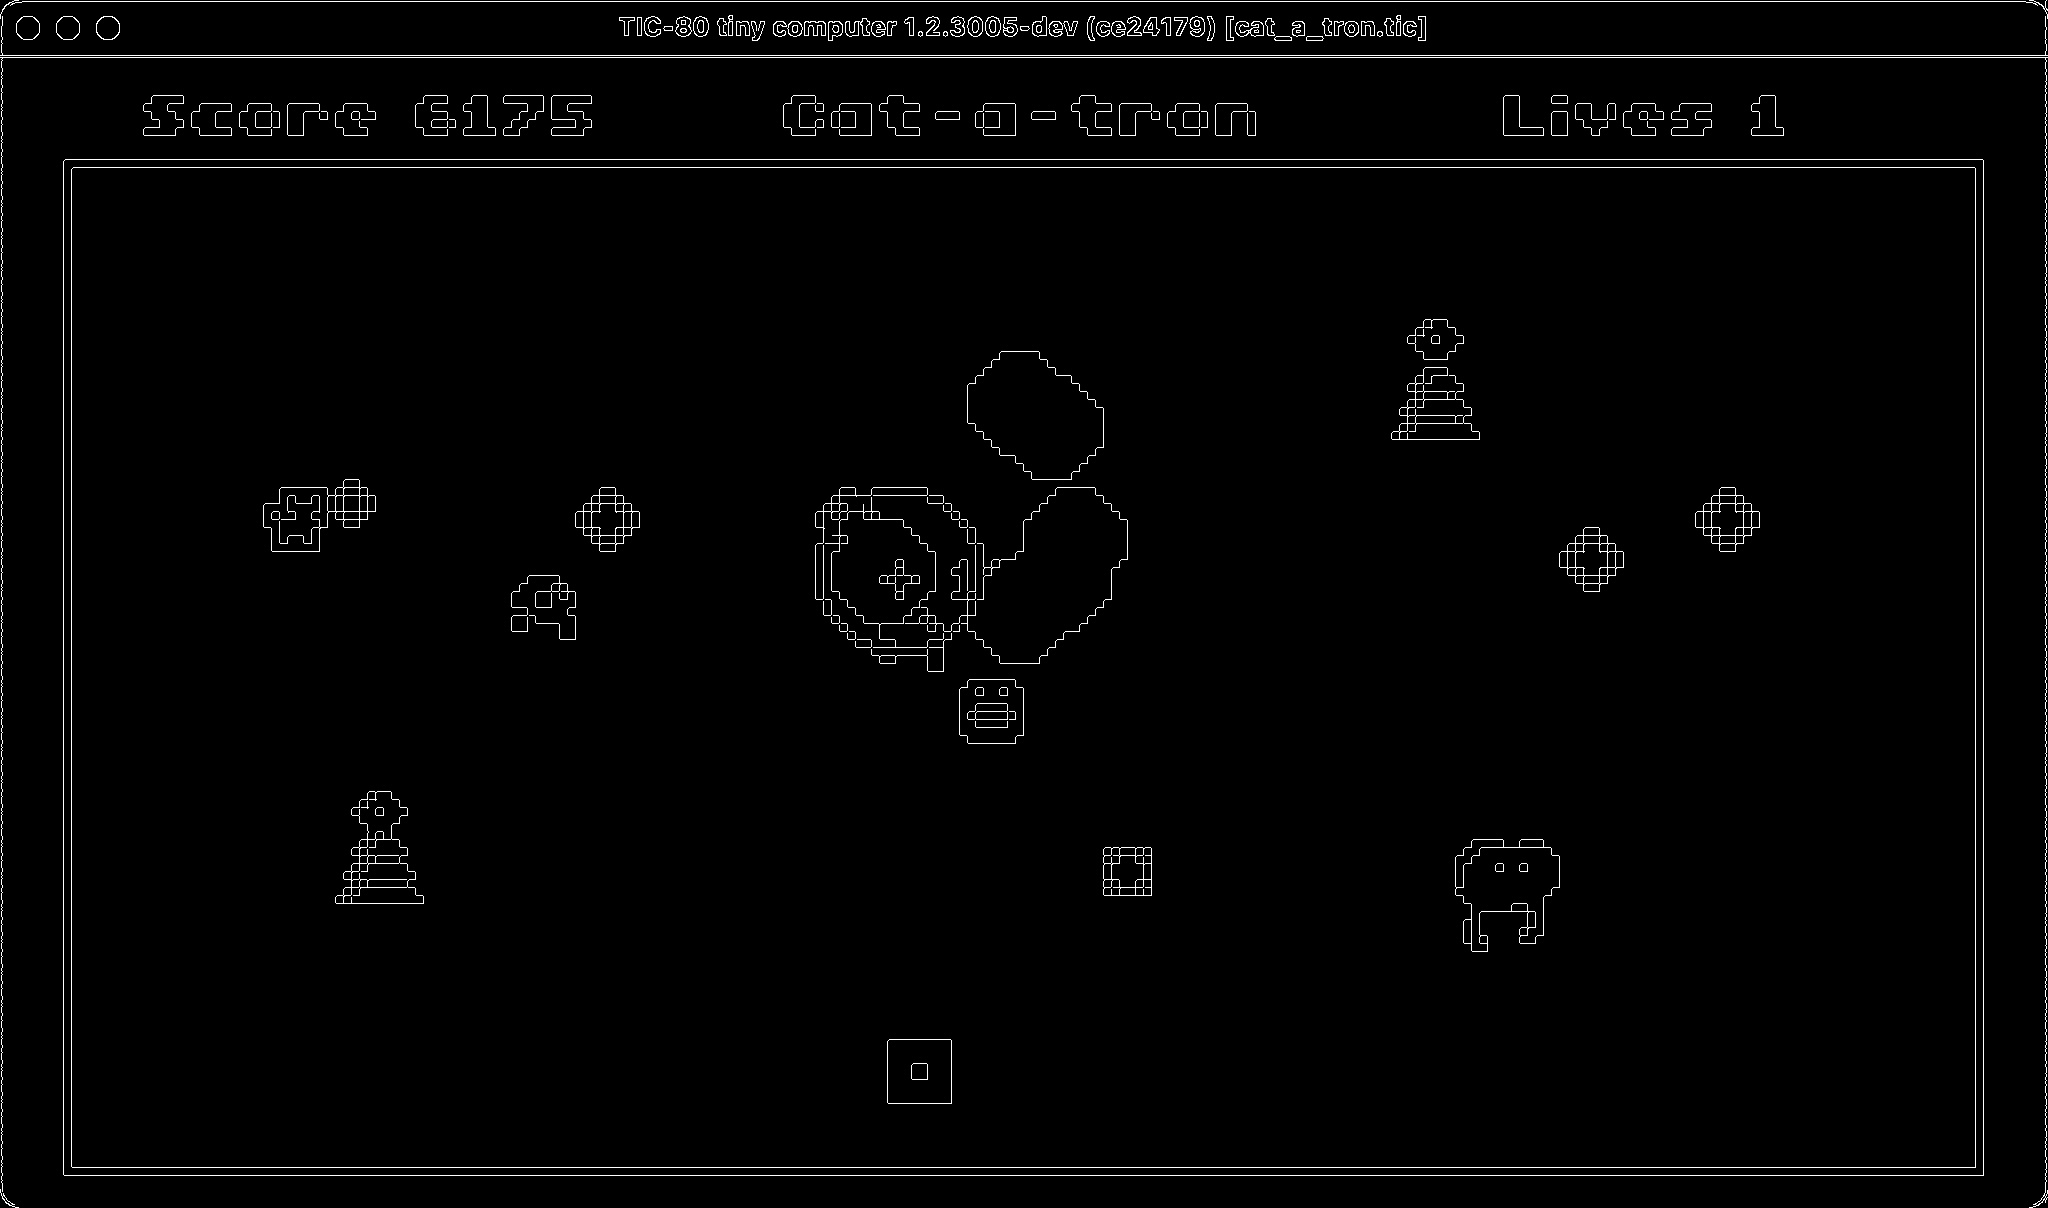 TIC-80 tiny computer 1.2.3005-dev (ce24179) [cat_a_tron.tic]
Score 6175 Cat-a-tron Lives 1